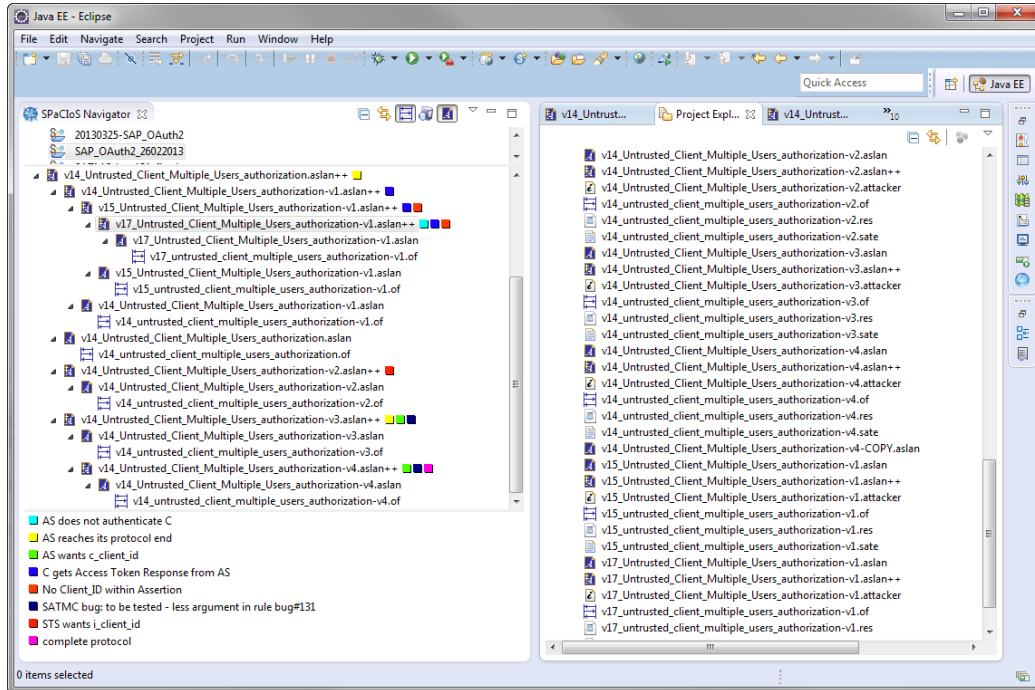 Java EE - Eclipse
File Edit Navigate Search Project Run Window Help
Quick Access
Java EE
SPaCIoS Navigator
20130325-SAP_OAuth2
SAP_OAuth2_26022013
v14_Untrusted_Client_Multiple_Users_authorization.aslan++
v14_Untrusted_Client_Multiple_Users_authorization-v1.aslan++
v15_Untrusted_Client_Multiple_Users_authorization-v1.aslan++
v17_Untrusted_Client_Multiple_Users_authorization-v1.aslan++
v17_Untrusted_Client_Multiple_Users_authorization-v1.aslan
v17_untrusted_client_multiple_users_authorization-v1.of
v15_Untrusted_Client_Multiple_Users_authorization-v1.aslan
v15_untrusted_client_multiple_users_authorization-v1.of
v14_Untrusted_Client_Multiple_Users_authorization-v1.aslan
v14_untrusted_client_multiple_users_authorization-v1.of
v14_Untrusted_Client_Multiple_Users_authorization.aslan
v14_untrusted_client_multiple_users_authorization.of
v14_Untrusted_Client_Multiple_Users_authorization-v2.aslan++
v14_Untrusted_Client_Multiple_Users_authorization-v2.aslan
v14_untrusted_client_multiple_users_authorization-v2.of
v14_Untrusted_Client_Multiple_Users_authorization-v3.aslan++
v14_Untrusted_Client_Multiple_Users_authorization-v3.aslan
v14_untrusted_client_multiple_users_authorization-v3.of
v14_Untrusted_Client_Multiple_Users_authorization-v4.aslan++
v14_Untrusted_Client_Multiple_Users_authorization-v4.aslan
v14_untrusted_client_multiple_users_authorization-v4.of
AS does not authenticate C
AS reaches its protocol end
AS wants c_client_id
C gets Access Token Response from AS
No Client_ID within Assertion
SATMC bug: to be tested - less argument in rule bug#131
STS wants i_client_id
complete protocol
v14_Untrust... Project Expl... v14_Untrust... »10
v14_Untrusted_Client_Multiple_Users_authorization-v2.aslan
v14_Untrusted_Client_Multiple_Users_authorization-v2.aslan++
v14_Untrusted_Client_Multiple_Users_authorization-v2.attacker
v14_untrusted_client_multiple_users_authorization-v2.of
v14_untrusted_client_multiple_users_authorization-v2.res
v14_untrusted_client_multiple_users_authorization-v2.sate
v14_Untrusted_Client_Multiple_Users_authorization-v3.aslan
v14_Untrusted_Client_Multiple_Users_authorization-v3.aslan++
v14_Untrusted_Client_Multiple_Users_authorization-v3.attacker
v14_untrusted_client_multiple_users_authorization-v3.of
v14_untrusted_client_multiple_users_authorization-v3.res
v14_untrusted_client_multiple_users_authorization-v3.sate
v14_Untrusted_Client_Multiple_Users_authorization-v4.aslan
v14_Untrusted_Client_Multiple_Users_authorization-v4.aslan++
v14_Untrusted_Client_Multiple_Users_authorization-v4.attacker
v14_untrusted_client_multiple_users_authorization-v4.of
v14_untrusted_client_multiple_users_authorization-v4.res
v14_untrusted_client_multiple_users_authorization-v4.sate
v14_Untrusted_Client_Multiple_Users_authorization-v4-COPY.aslan
v15_Untrusted_Client_Multiple_Users_authorization-v1.aslan
v15_Untrusted_Client_Multiple_Users_authorization-v1.aslan++
v15_Untrusted_Client_Multiple_Users_authorization-v1.attacker
v15_untrusted_client_multiple_users_authorization-v1.of
v15_untrusted_client_multiple_users_authorization-v1.res
v15_untrusted_client_multiple_users_authorization-v1.sate
v17_Untrusted_Client_Multiple_Users_authorization-v1.aslan
v17_Untrusted_Client_Multiple_Users_authorization-v1.aslan++
v17_Untrusted_Client_Multiple_Users_authorization-v1.attacker
v17_untrusted_client_multiple_users_authorization-v1.of
v17_untrusted_client_multiple_users_authorization-v1.res
0 items selected